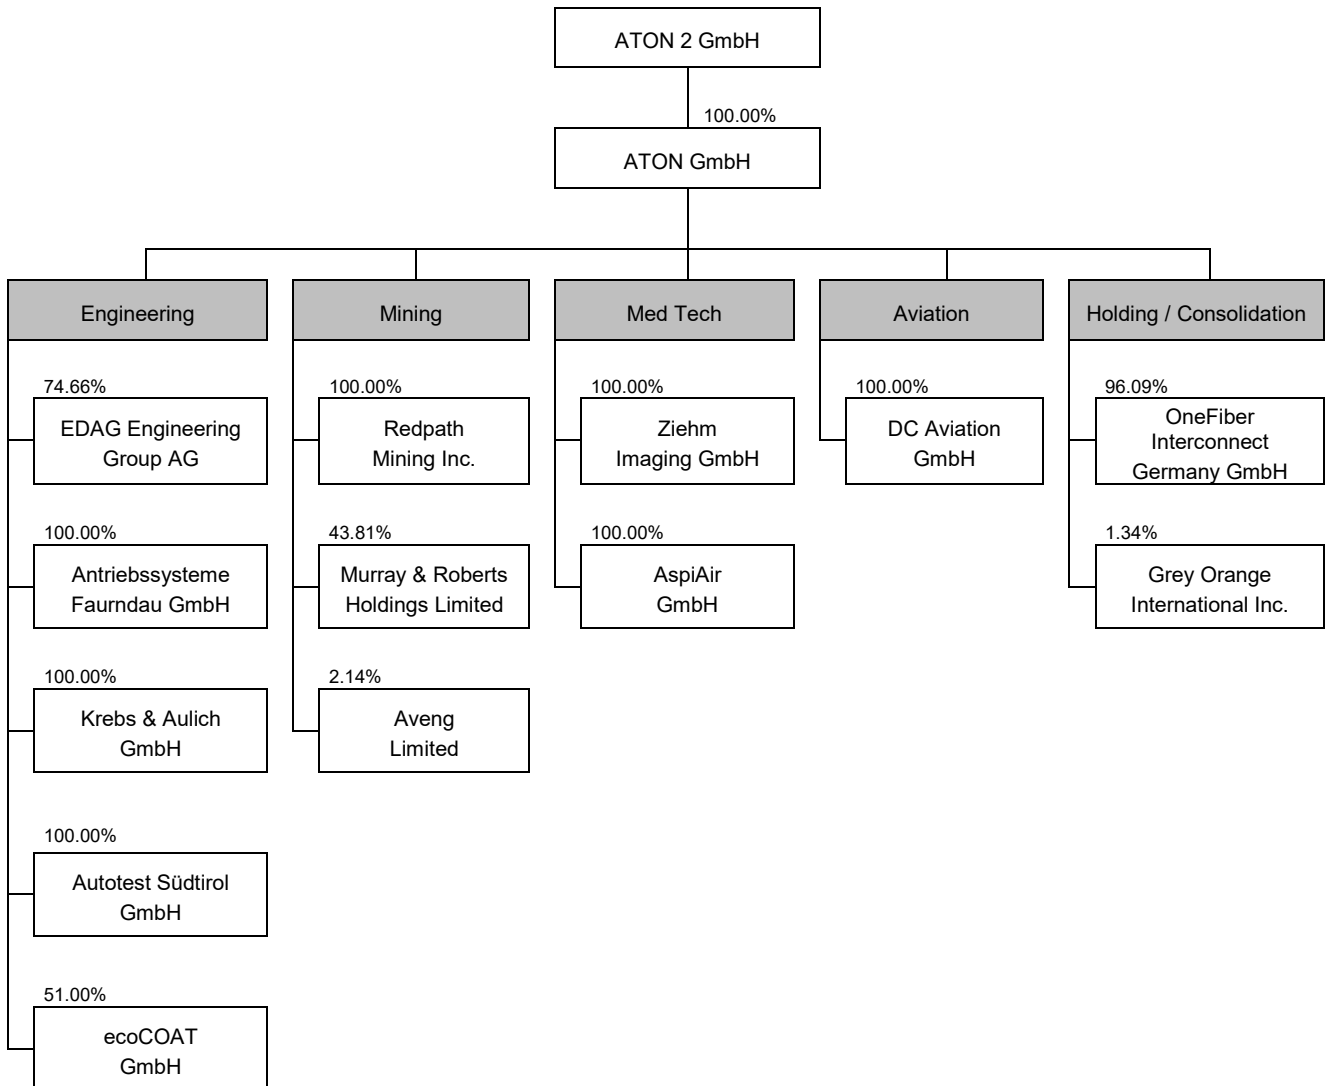 ATON 2 GmbH
100.00%
ATON GmbH
Engineering
Mining
Med Tech
Aviation
Holding / Consolidation
74.66%
EDAG Engineering
Group AG
100.00%
Antriebssysteme
Faurndau GmbH
100.00%
Krebs & Aulich
GmbH
100.00%
Autotest Südtirol
GmbH
51.00%
ecoCOAT
GmbH
100.00%
Redpath
Mining Inc.
43.81%
Murray & Roberts
Holdings Limited
2.14%
Aveng
Limited
100.00%
Ziehm
Imaging GmbH
100.00%
AspiAir
GmbH
100.00%
DC Aviation
GmbH
96.09%
OneFiber
Interconnect
Germany GmbH
1.34%
Grey Orange
International Inc.